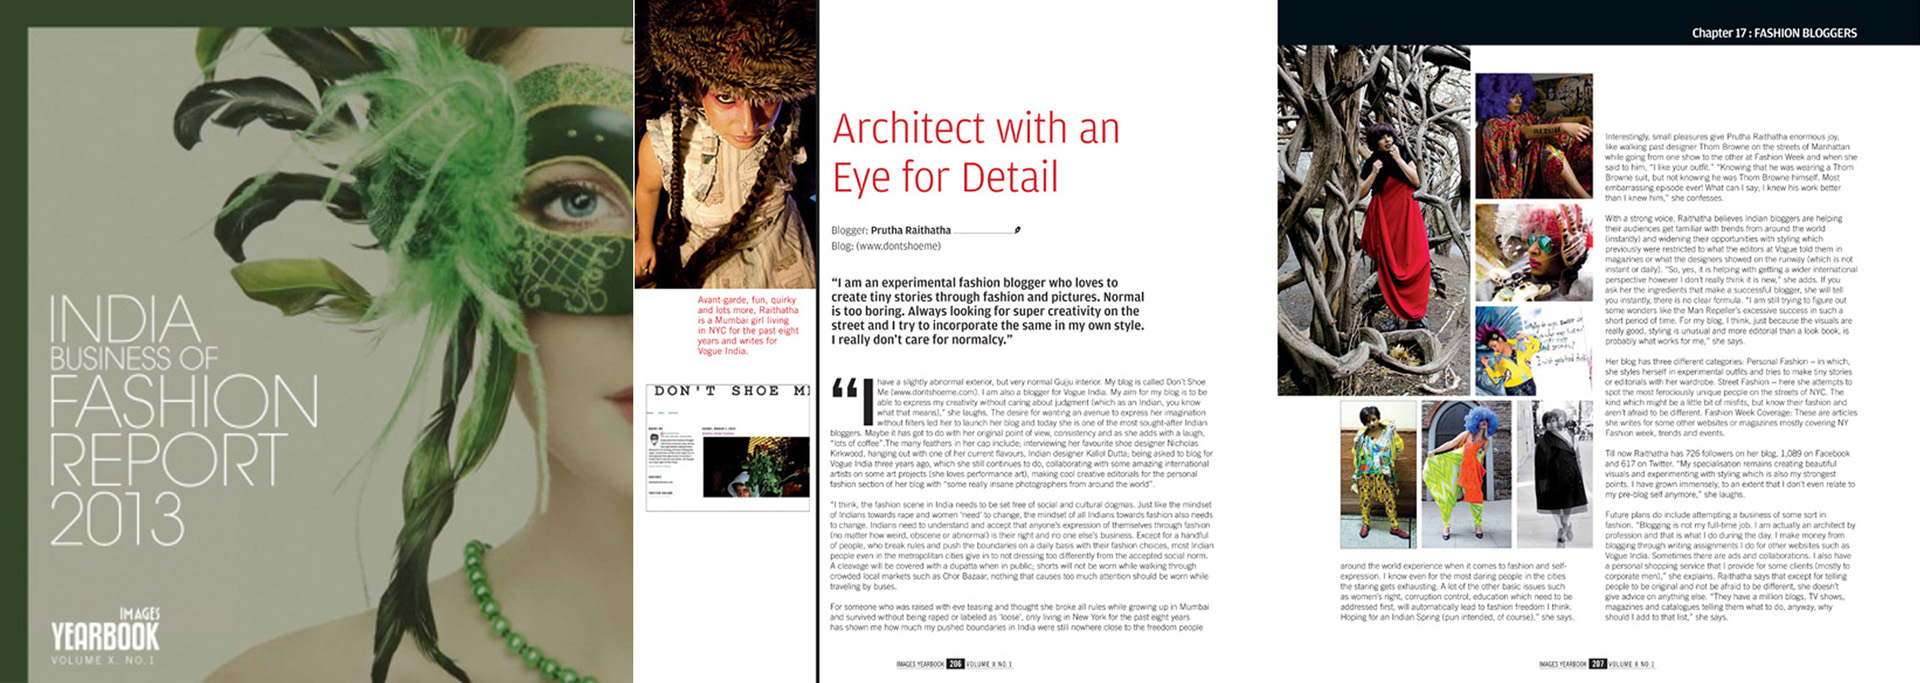 INDIA
BUSINESS OF
FASHION
REPORT
2013
IMAGES
YEARBOOK
VOLUME X. NO.1
Avant-garde, fun, quirky
and lots more, Raithatha
is a Mumbai girl living
in NYC for the past eight
years and writes for
Vogue India.
DON'T SHOE M
Architect with an
Eye for Detail
Blogger: Prutha Raithatha
Blog: (www.dontshoeme)
“I am an experimental fashion blogger who loves to
create tiny stories through fashion and pictures. Normal
is too boring. Always looking for super creativity on the
street and I try to incorporate the same in my own style.
I really don’t care for normalcy.”
“I have a slightly abnormal exterior, but very normal Gujju interior. My blog is called Don’t Shoe
Me (www.dontshoeme.com). I am also a blogger for Vogue India. My aim for my blog is to be
able to express my creativity without caring about judgment (which as an Indian, you know
what that means),” she laughs. The desire for wanting an avenue to express her imagination
without filters led her to launch her blog and today she is one of the most sought-after Indian
bloggers. Maybe it has got to do with her original point of view, consistency and as she adds with a laugh,
“lots of coffee”.The many feathers in her cap include; interviewing her favourite shoe designer Nicholas
Kirkwood, hanging out with one of her current flavours, Indian designer Kallol Dutta; being asked to blog for
Vogue India three years ago, which she still continues to do, collaborating with some amazing international
artists on some art projects (she loves performance art), making cool creative editorials for the personal
fashion section of her blog with “some really insane photographers from around the world”.
“I think, the fashion scene in India needs to be set free of social and cultural dogmas. Just like the mindset
of Indians towards rape and women ‘need’ to change, the mindset of all Indians towards fashion also needs
to change. Indians need to understand and accept that anyone’s expression of themselves through fashion
(no matter how weird, obscene or abnormal) is their right and no one else’s business. Except for a handful
of people, who break rules and push the boundaries on a daily basis with their fashion choices, most Indian
people even in the metropolitan cities give in to not dressing too differently from the accepted social norm.
A cleavage will be covered with a dupatta when in public; shorts will not be worn while walking through
crowded local markets such as Chor Bazaar, nothing that causes too much attention should be worn while
traveling by buses.
For someone who was raised with eve teasing and thought she broke all rules while growing up in Mumbai
and survived without being raped or labeled as ‘loose’, only living in New York for the past eight years
has shown me how much my pushed boundaries in India were still nowhere close to the freedom people
IMAGES YEARBOOK 206 VOLUME X NO.1
Chapter 17 : FASHION BLOGGERS
around the world experience when it comes to fashion and self-
expression. I know even for the most daring people in the cities
the staring gets exhausting. A lot of the other basic issues such
as women’s right, corruption control, education which need to be
addressed first, will automatically lead to fashion freedom I think.
Hoping for an Indian Spring (pun intended, of course),” she says.
Interestingly, small pleasures give Prutha Raithatha enormous joy,
like walking past designer Thom Browne on the streets of Manhattan
while going from one show to the other at Fashion Week and when she
said to him, “I like your outfit.” “Knowing that he was wearing a Thom
Browne suit, but not knowing he was Thom Browne himself. Most
embarrassing episode ever! What can I say; I knew his work better
than I knew him,” she confesses.
With a strong voice, Raithatha believes Indian bloggers are helping
their audiences get familiar with trends from around the world
(instantly) and widening their opportunities with styling which
previously were restricted to what the editors at Vogue told them in
magazines or what the designers showed on the runway (which is not
instant or daily). “So, yes, it is helping with getting a wider international
perspective however I don’t really think it is new,” she adds. If you
ask her the ingredients that make a successful blogger, she will tell
you instantly, there is no clear formula. “I am still trying to figure out
some wonders like the Man Repeller’s excessive success in such a
short period of time. For my blog, I think, just because the visuals are
really good, styling is unusual and more editorial than a look book, is
probably what works for me,” she says.
Her blog has three different categories: Personal Fashion – in which,
she styles herself in experimental outfits and tries to make tiny stories
or editorials with her wardrobe. Street Fashion – here she attempts to
spot the most ferociously unique people on the streets of NYC. The
kind which might be a little bit of misfits, but know their fashion and
aren’t afraid to be different. Fashion Week Coverage: These are articles
she writes for some other websites or magazines mostly covering NY
Fashion week, trends and events.
Till now Raithatha has 726 followers on her blog, 1,089 on Facebook
and 617 on Twitter. “My specialisation remains creating beautiful
visuals and experimenting with styling which is also my strongest
points. I have grown immensely, to an extent that I don’t even relate to
my pre-blog self anymore,” she laughs.
Future plans do include attempting a business of some sort in
fashion. “Blogging is not my full-time job. I am actually an architect by
profession and that is what I do during the day. I make money from
blogging through writing assignments I do for other websites such as
Vogue India. Sometimes there are ads and collaborations. I also have
a personal shopping service that I provide for some clients (mostly to
corporate men),” she explains. Raithatha says that except for telling
people to be original and not be afraid to be different, she doesn’t
give advice on anything else. “They have a million blogs, TV shows,
magazines and catalogues telling them what to do, anyway, why
should I add to that list,” she says.
IMAGES YEARBOOK 207 VOLUME X NO.1